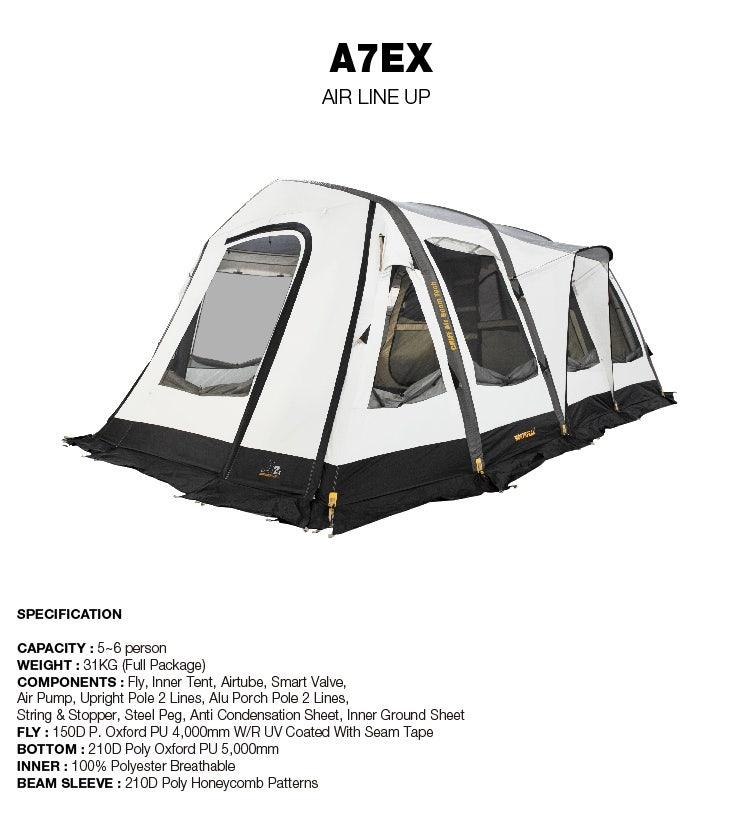 A7EX
AIR LINE UP
SPECIFICATION
CAPACITY : 5~6 person
WEIGHT : 31KG (Full Package)
COMPONENTS : Fly, Inner Tent, Airtube, Smart Valve,
Air Pump, Upright Pole 2 Lines, Alu Porch Pole 2 Lines,
String & Stopper, Steel Peg, Anti Condensation Sheet, Inner Ground Sheet
FLY : 150D P. Oxford PU 4,000mm W/R UV Coated With Seam Tape
BOTTOM : 210D Poly Oxford PU 5,000mm
INNER : 100% Polyester Breathable
BEAM SLEEVE : 210D Poly Honeycomb Patterns